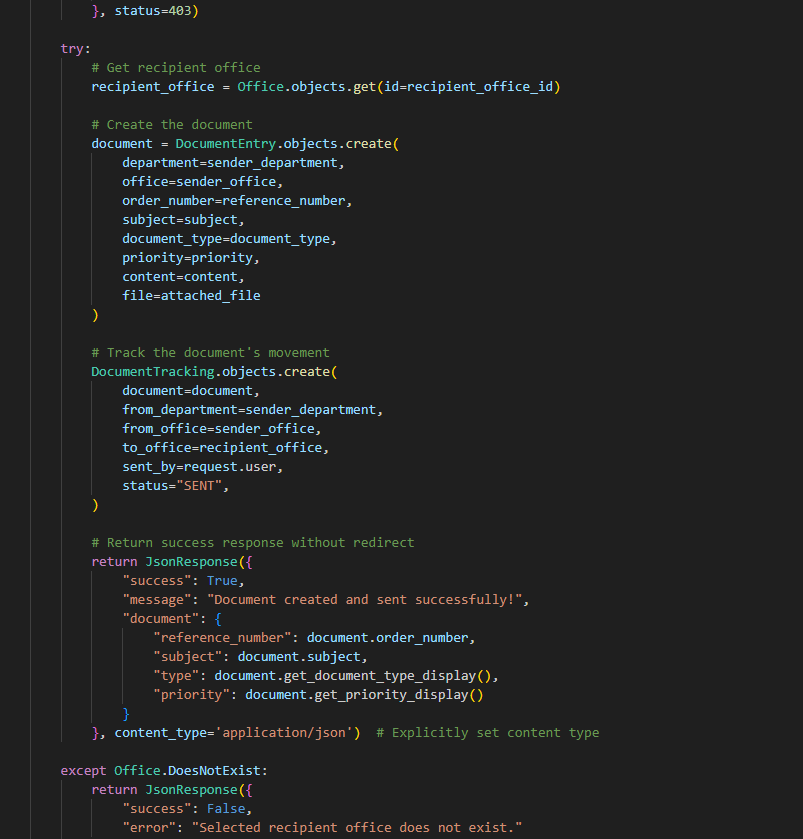 }, status=403)
try:
# Get recipient office
recipient_office = Office.objects.get(id=recipient_office_id)
# Create the document
document = DocumentEntry.objects.create(
department=sender_department,
office=sender_office,
order_number=reference_number,
subject=subject,
document_type=document_type,
priority=priority,
content=content,
file=attached_file
)
# Track the document's movement
DocumentTracking.objects.create(
document=document,
from_department=sender_department,
from_office=sender_office,
to_office=recipient_office,
sent_by=request.user,
status="SENT",
)
# Return success response without redirect
return JsonResponse({
"success": True,
"message": "Document created and sent successfully!",
"document": {
"reference_number": document.order_number,
"subject": document.subject,
"type": document.get_document_type_display(),
"priority": document.get_priority_display()
}
}, content_type='application/json')  # Explicitly set content type
except Office.DoesNotExist:
return JsonResponse({
"success": False,
"error": "Selected recipient office does not exist."